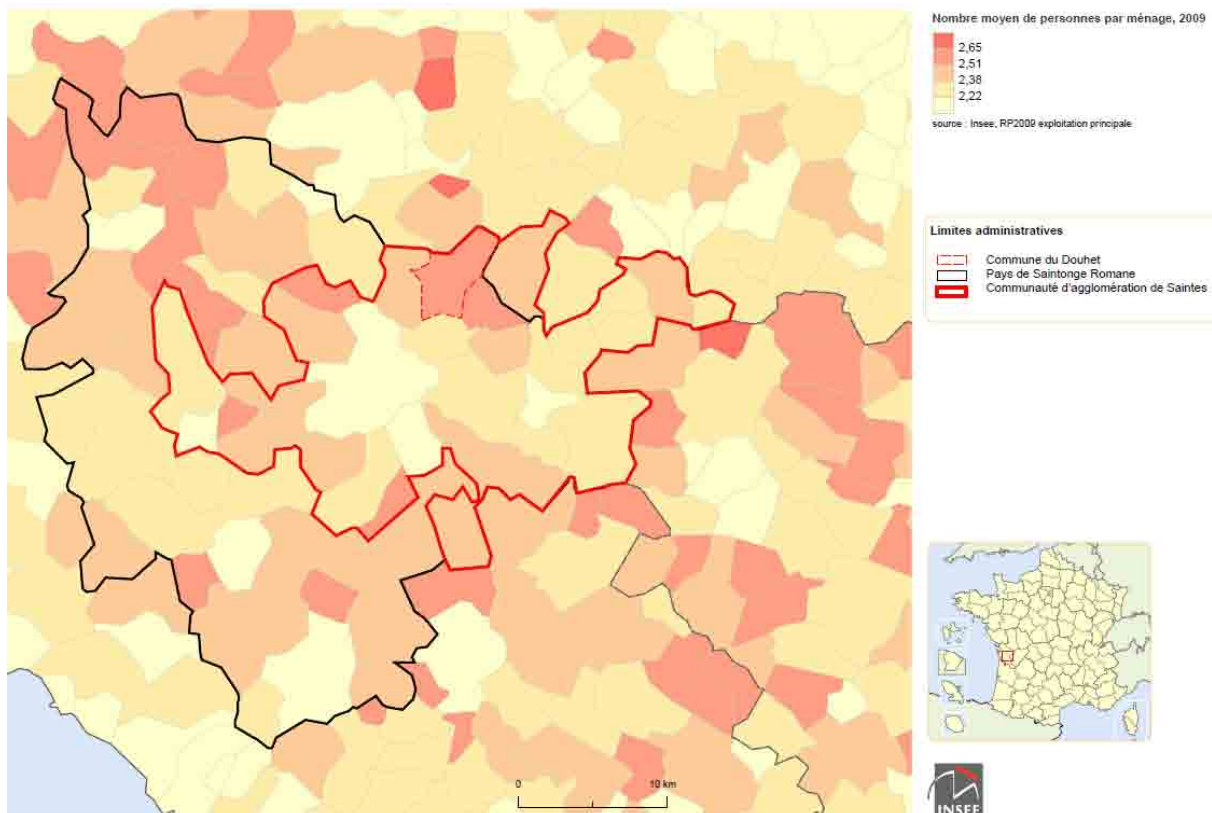 Nombre moyen de personnes par ménage, 2009
2,65
2,51
2,38
2,22
source : Insee, RP2009 exploitation principale
Limites administratives
Commune du Douhet
Pays de Saintonge Romane
Communauté d'agglomération de Saintes
0 10 km
INSEE